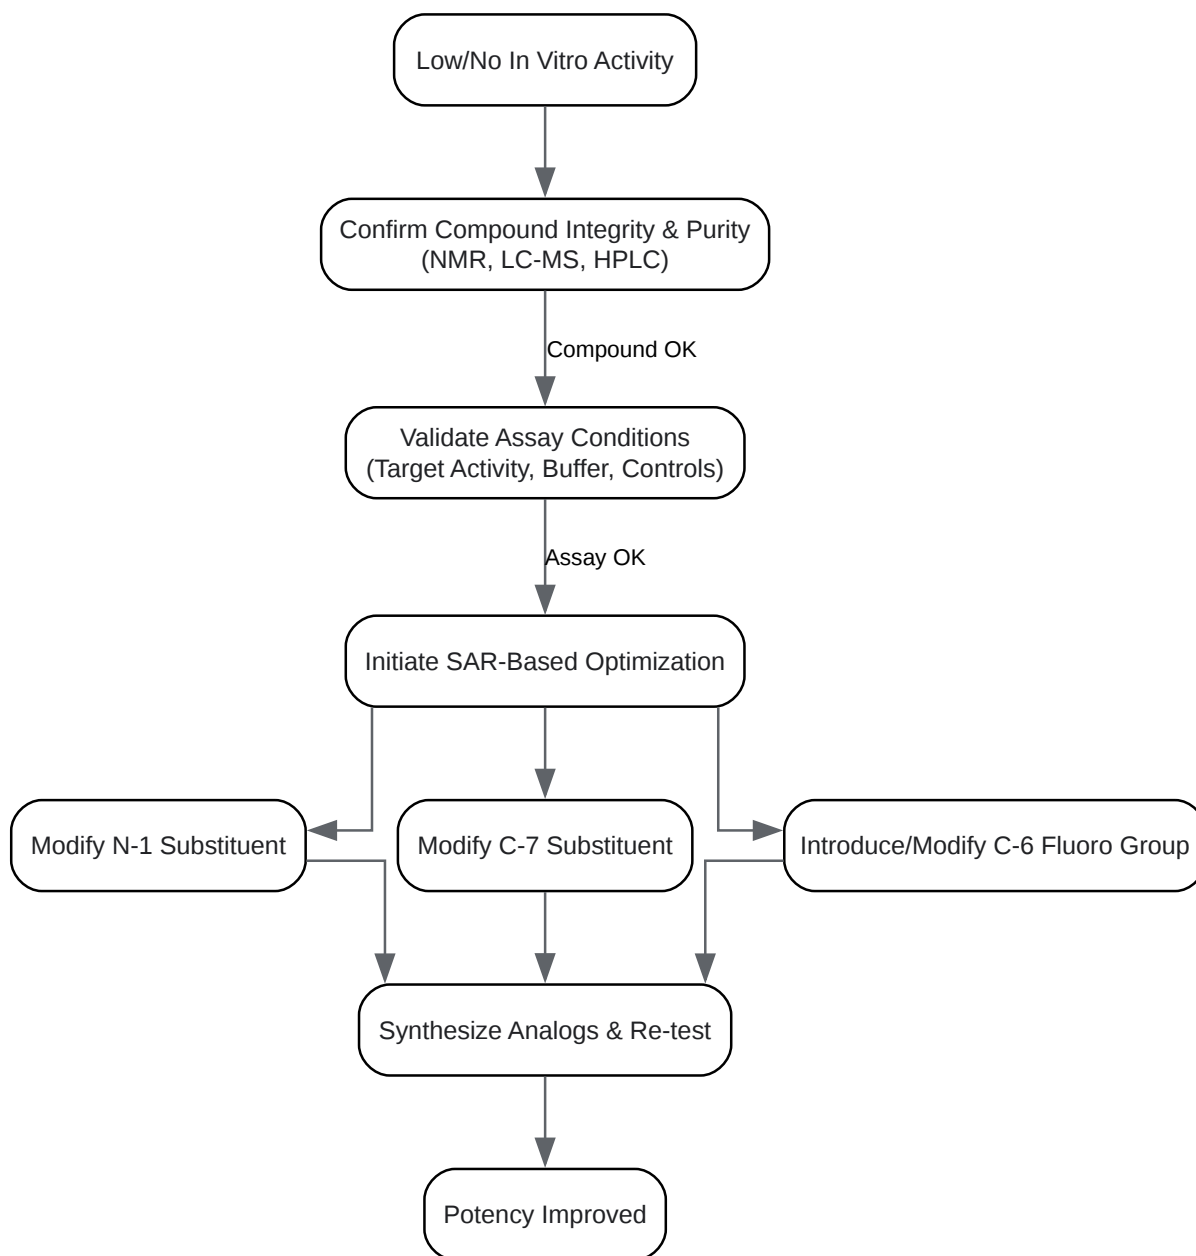 Low/No In Vitro Activity
Confirm Compound Integrity & Purity
(NMR, LC-MS, HPLC)
Compound OK
Validate Assay Conditions
(Target Activity, Buffer, Controls)
Assay OK
Initiate SAR-Based Optimization
Modify N-1 Substituent
Modify C-7 Substituent
Introduce/Modify C-6 Fluoro Group
Synthesize Analogs & Re-test
Potency Improved